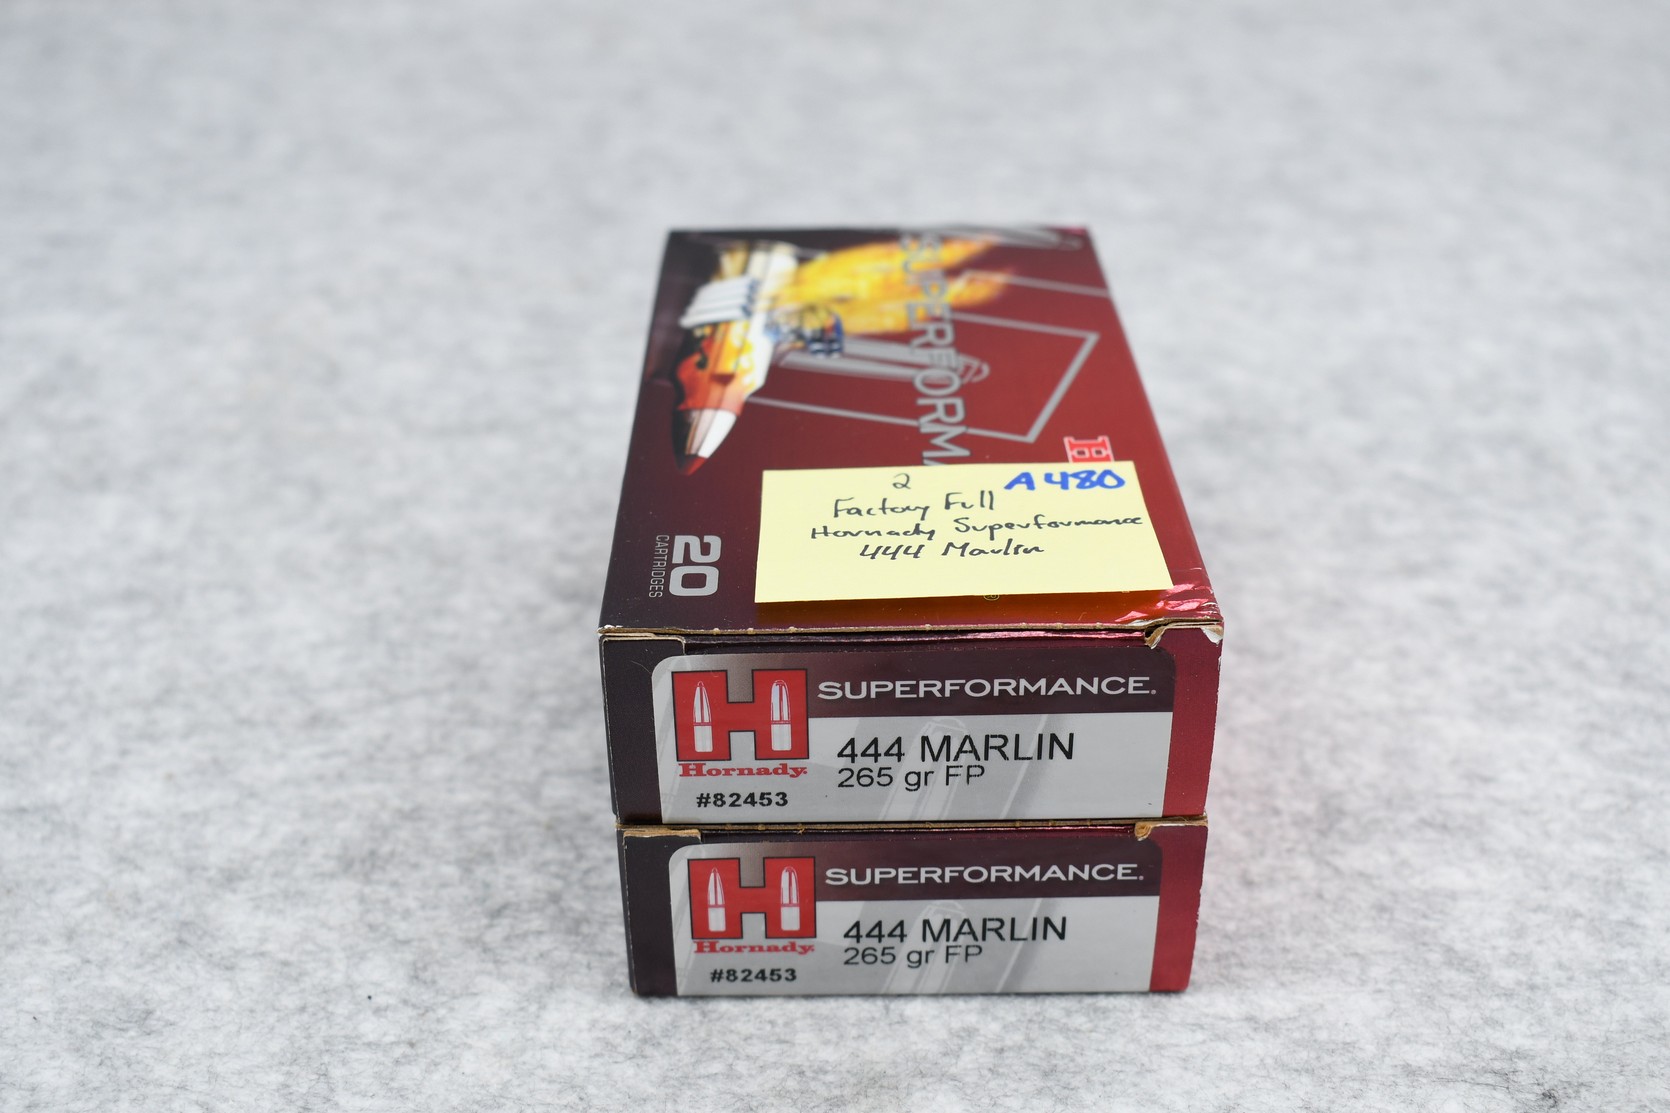 SUPERFORMA
H
2 A480
Factory Full
Hornady Superformance
444 Marlin
20
CARTRIDGES
H
SUPERFORMANCE®
444 MARLIN
265 gr FP
Hornady®
#82453
H
SUPERFORMANCE®
444 MARLIN
265 gr FP
Hornady®
#82453